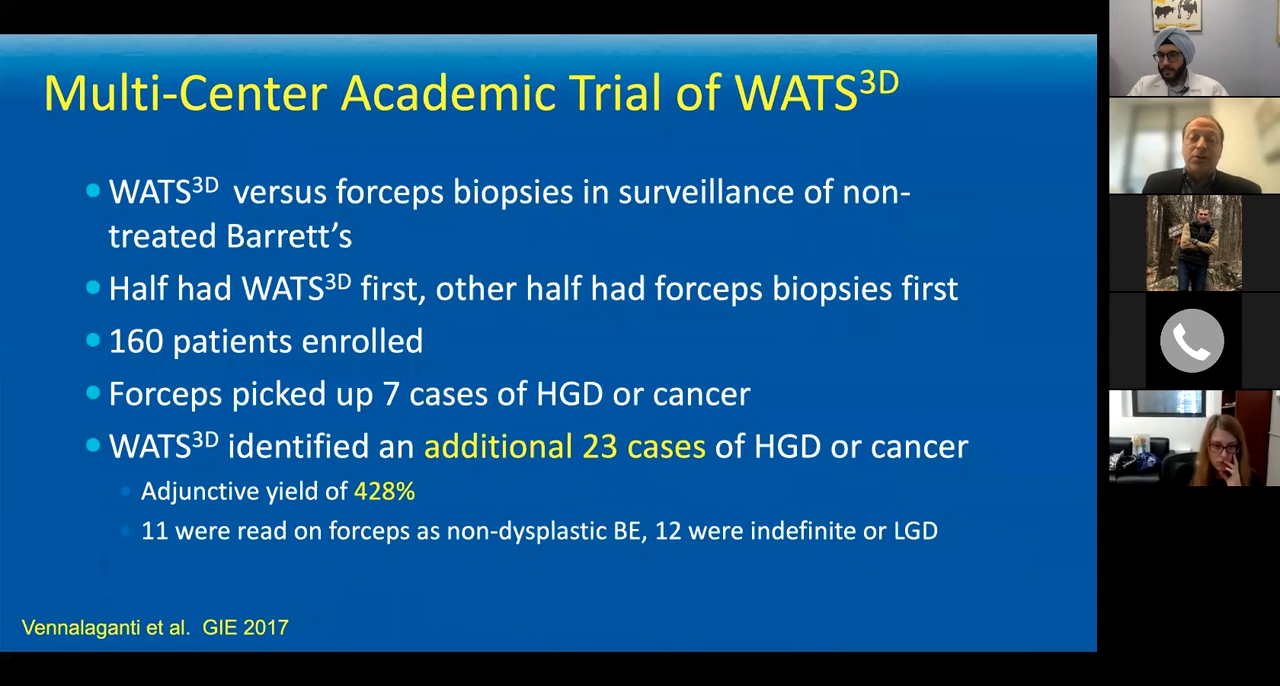 Multi-Center Academic Trial of WATS3D
WATS3D versus forceps biopsies in surveillance of non-
treated Barrett’s
Half had WATS3D first, other half had forceps biopsies first
160 patients enrolled
Forceps picked up 7 cases of HGD or cancer
WATS3D identified an additional 23 cases of HGD or cancer
Adjunctive yield of 428%
11 were read on forceps as non-dysplastic BE, 12 were indefinite or LGD
Vennalaganti et al. GIE 2017